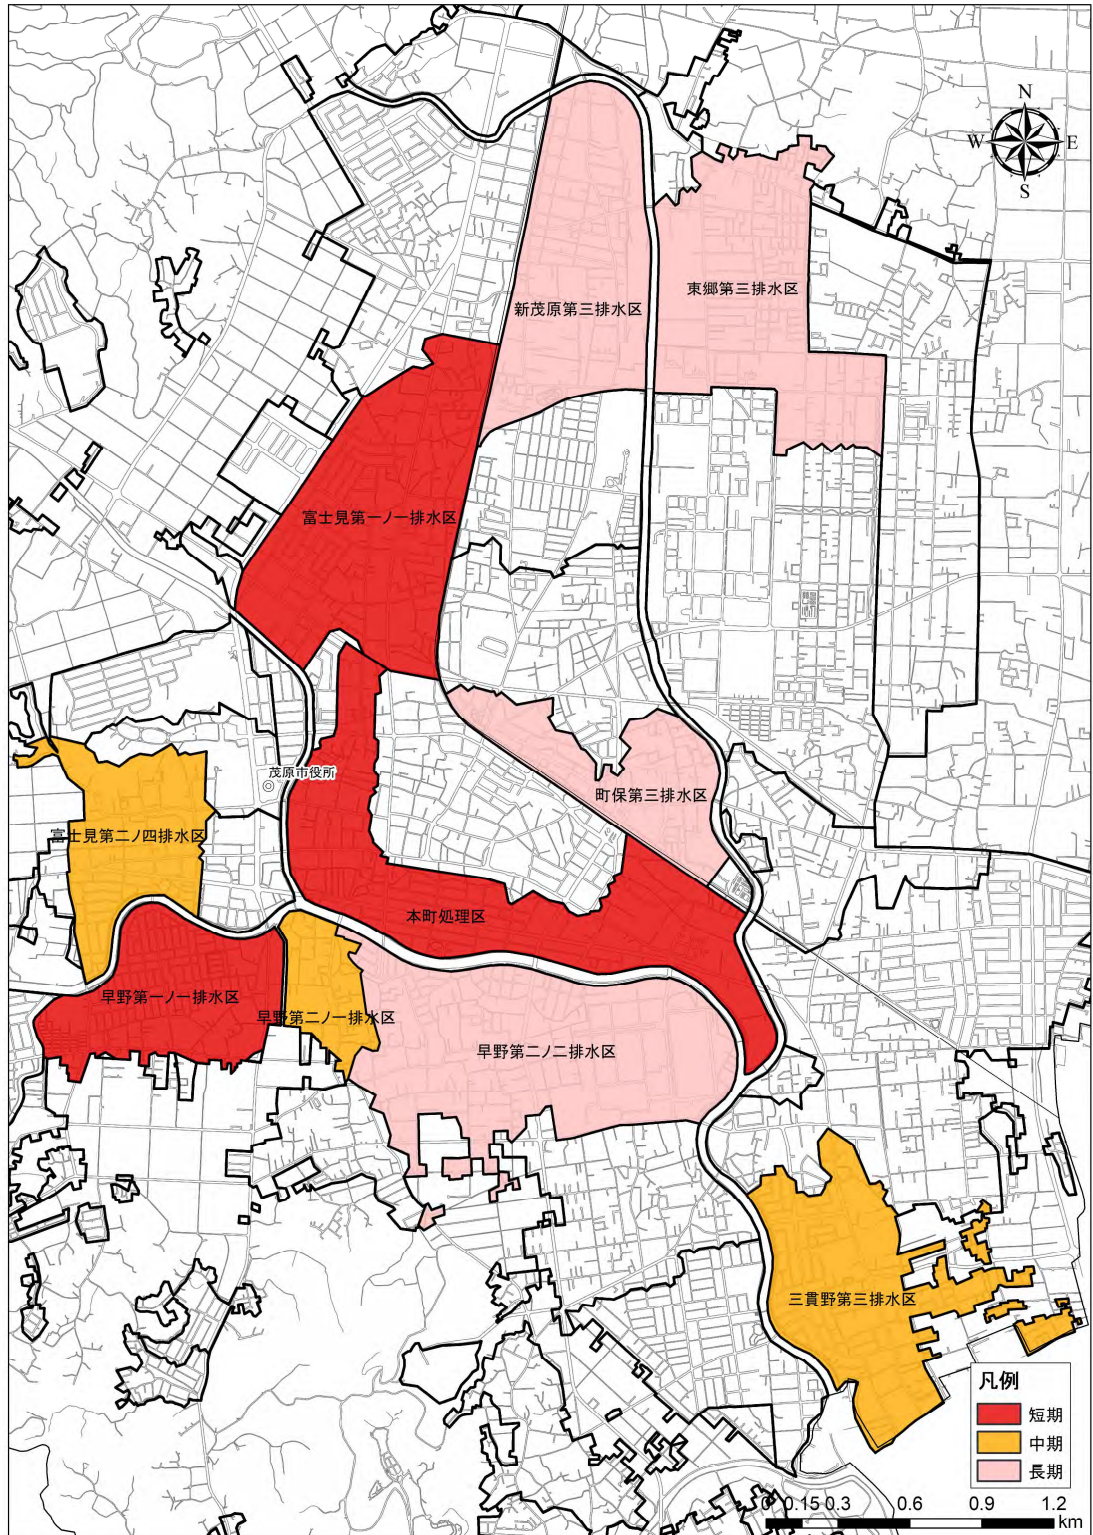 N
W E
S
東郷第三排水区
新茂原第三排水区
富士見第一ノ一排水区
茂原市役所
町保第三排水区
富士見第二ノ四排水区
本町処理区
早野第一ノ一排水区
早野第二ノ一排水区
早野第二ノ二排水区
三貫野第三排水区
凡例
短期
中期
長期
0 0.15 0.3 0.6 0.9 1.2
km